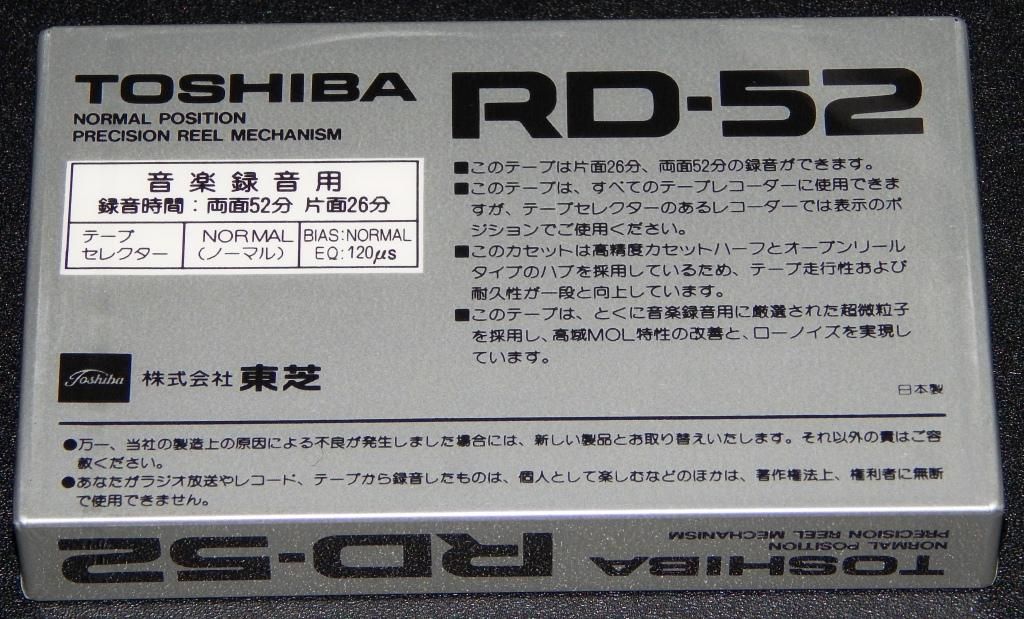 TOSHIBA
NORMAL POSITION
PRECISION REEL MECHANISM
音楽録音用
録音時間：両面52分 片面26分
テープ
セレクター
NORMAL
(ノーマル)
BIAS:NORMAL
EQ:120μs
Toshiba
株式会社 東芝
RD-52
■このテープは片面26分、両面52分の録音ができます。
■このテープは、すべてのテープレコーダーに使用できま
すが、テープセレクターのあるレコーダーでは表示のポ
ジションでご使用ください。
■このカセットは高精度カセットハーフとオープンリール
タイプのハブを採用しているため、テープ走行性および
耐久性が一段と向上しています。
■このテープは、とくに音楽録音用に厳選された超微粒子
を採用し、高域MOL特性の改善と、ローノイズを実現し
ています。
日本製
●万一、当社の製造上の原因による不良が発生しました場合には、新しい製品とお取り替えいたします。それ以外の責はご容
赦ください。
●あなたがラジオ放送やレコード、テープから録音したものは、個人として楽しむなどのほかは、著作権法上、権利者に無断
で使用できません。
TOSHIBA
NORMAL POSITION
PRECISION REEL MECHANISM
RD-52